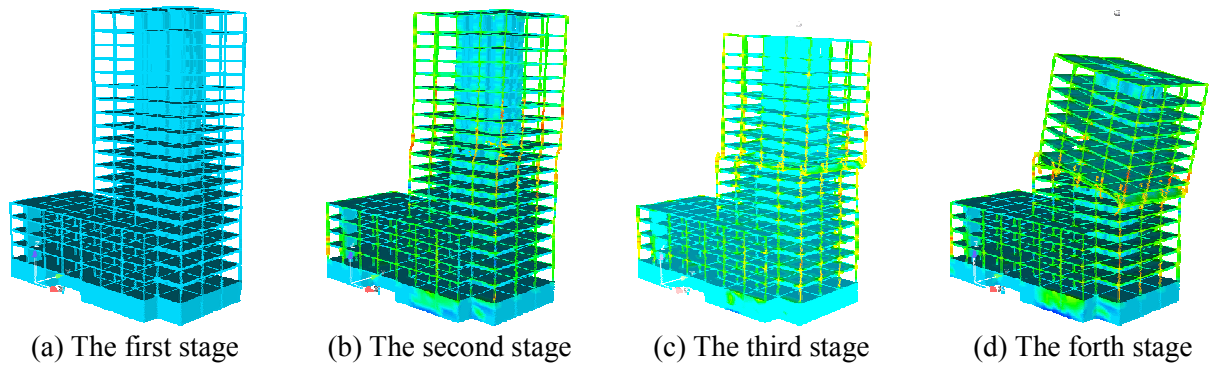 (a) The first stage
(b) The second stage
(c) The third stage
(d) The forth stage